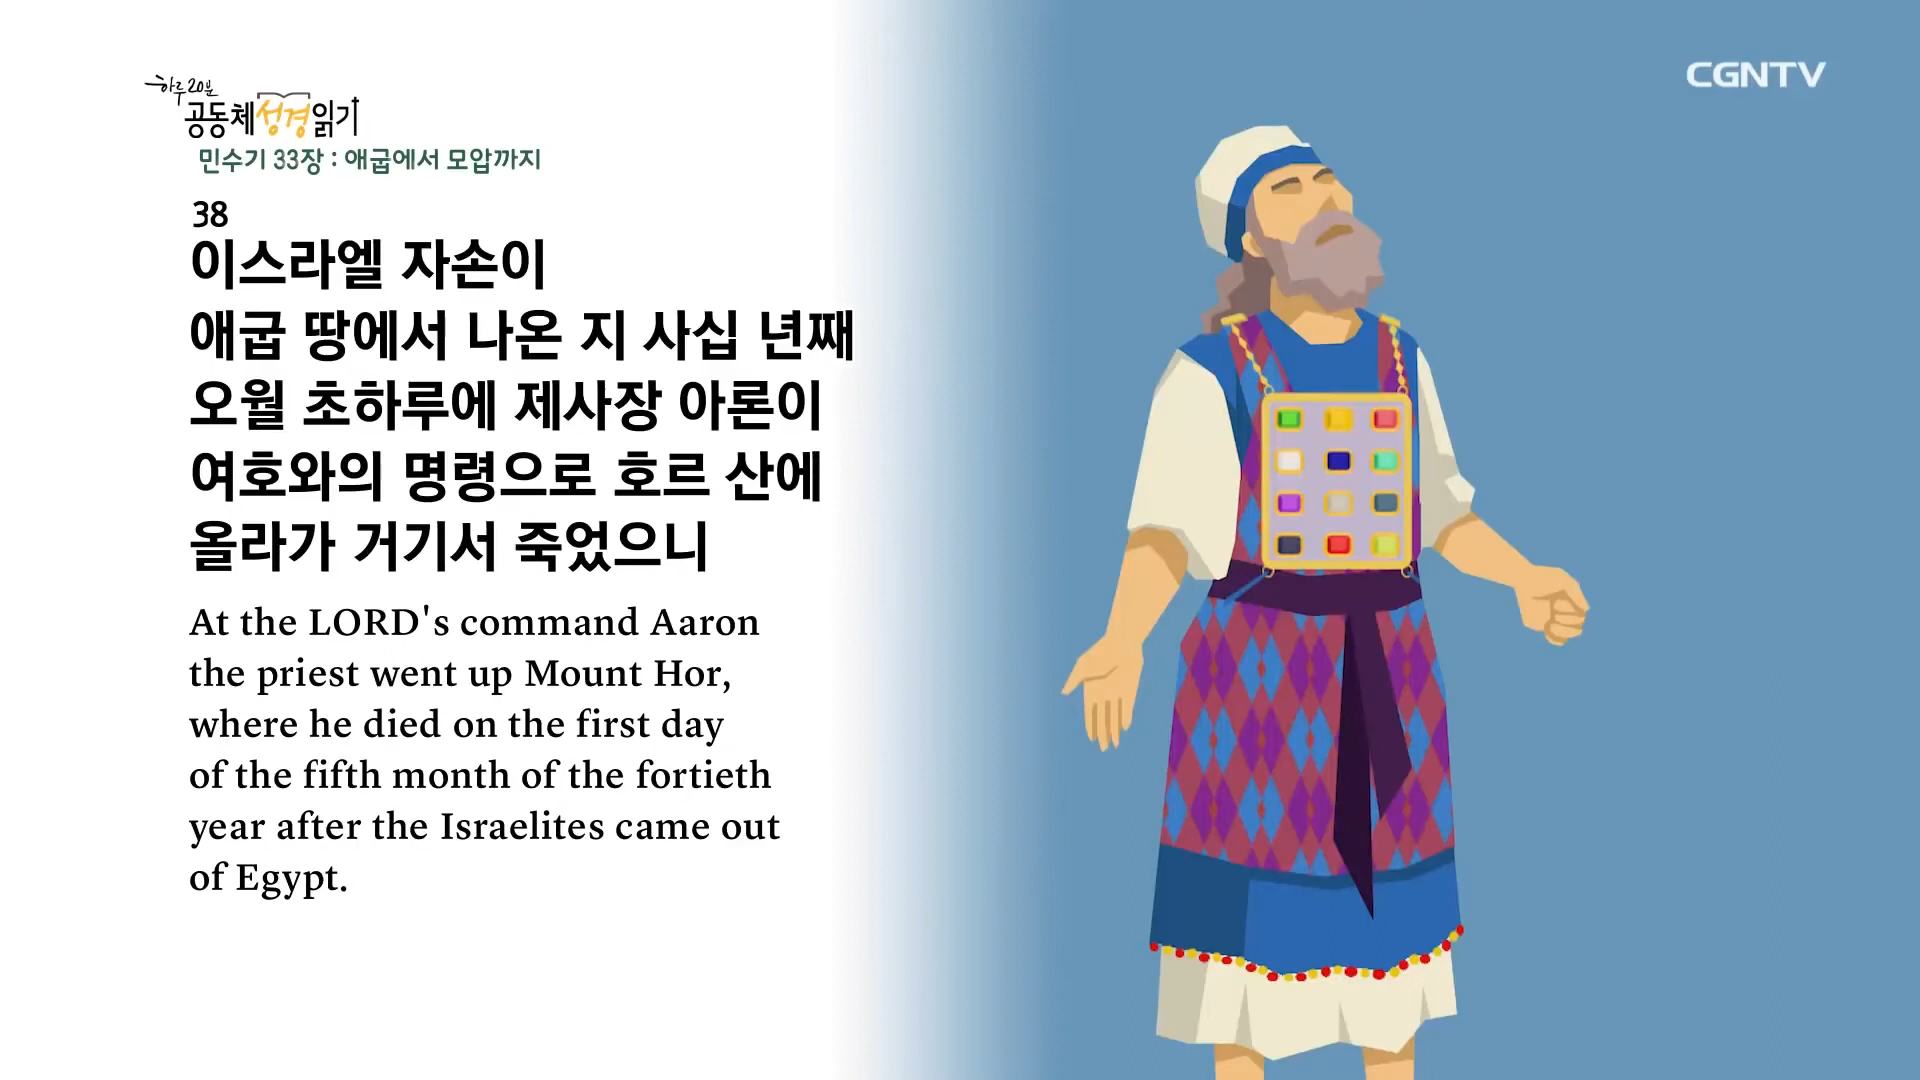 하루 20분
공동체성경읽기
CGNTV
민수기 33장 : 애굽에서 모압까지
38
이스라엘 자손이
애굽 땅에서 나온 지 사십 년째
오월 초하루에 제사장 아론이
여호와의 명령으로 호르 산에
올라가 거기서 죽었으니
At the LORD's command Aaron
the priest went up Mount Hor,
where he died on the first day
of the fifth month of the fortieth
year after the Israelites came out
of Egypt.